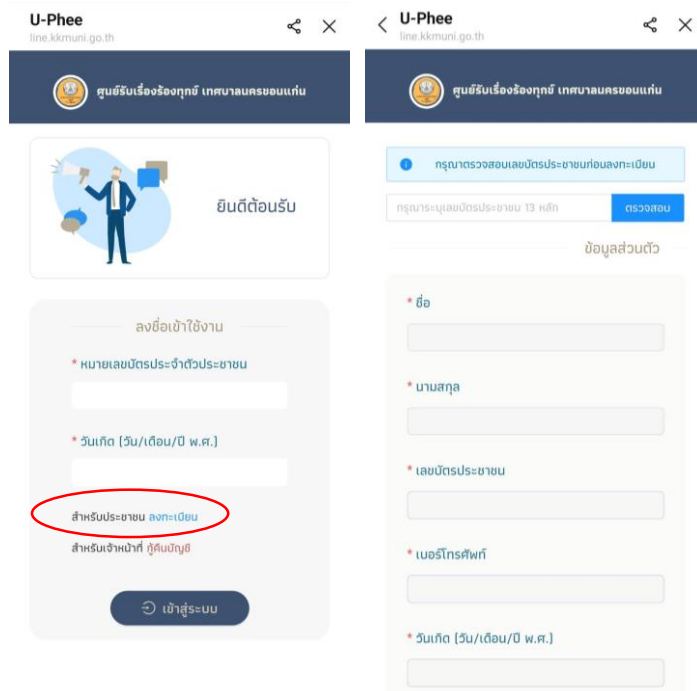 U-Phee
line.kkmuni.go.th
ศูนย์รับเรื่องร้องทุกข์ เทศบาลนครขอนแก่น
ยินดีต้อนรับ
ลงชื่อเข้าใช้งาน
* หมายเลขบัตรประจำตัวประชาชน
* วันเกิด (วัน/เดือน/ปี พ.ศ.)
สำหรับประชาชน ลงทะเบียน
สำหรับเจ้าหน้าที่ กู้คืนบัญชี
เข้าสู่ระบบ
U-Phee
line.kkmuni.go.th
ศูนย์รับเรื่องร้องทุกข์ เทศบาลนครขอนแก่น
กรุณาตรวจสอบเลขบัตรประชาชนก่อนลงทะเบียน
กรุณาระบุเลขบัตรประชาชน 13 หลัก ตรวจสอบ
ข้อมูลส่วนตัว
* ชื่อ
* นามสกุล
* เลขบัตรประชาชน
* เบอร์โทรศัพท์
* วันเกิด (วัน/เดือน/ปี พ.ศ.)